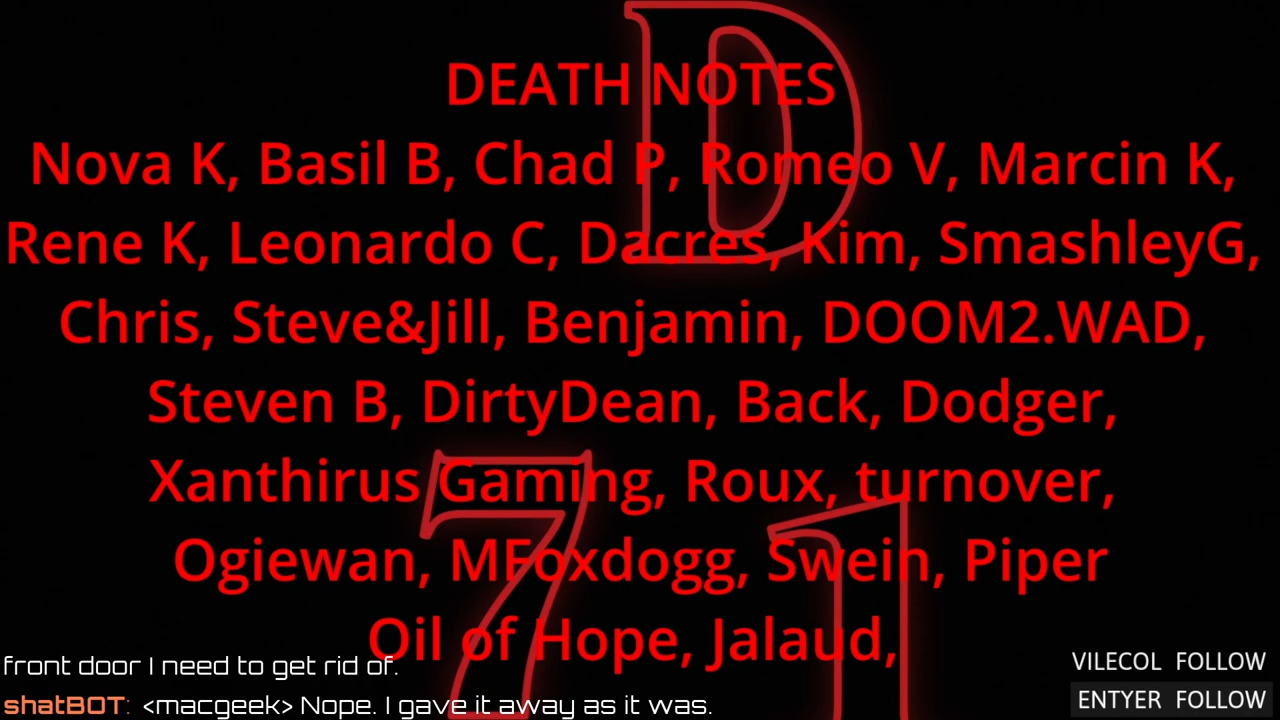 D
DEATH NOTES
Nova K, Basil B, Chad P, Romeo V, Marcin K,
Rene K, Leonardo C, Dacres, Kim, SmashleyG,
Chris, Steve&Jill, Benjamin, DOOM2.WAD,
Steven B, DirtyDean, Back, Dodger,
Xanthirus Gaming, Roux, turnover,
Ogiewan, MFoxdogg, Swein, Piper
Oil of Hope, Jalaud,
7 1
front door I need to get rid of.
shatBOT: <macgeek> Nope. I gave it away as it was.
VILECOL FOLLOW
ENTYER FOLLOW